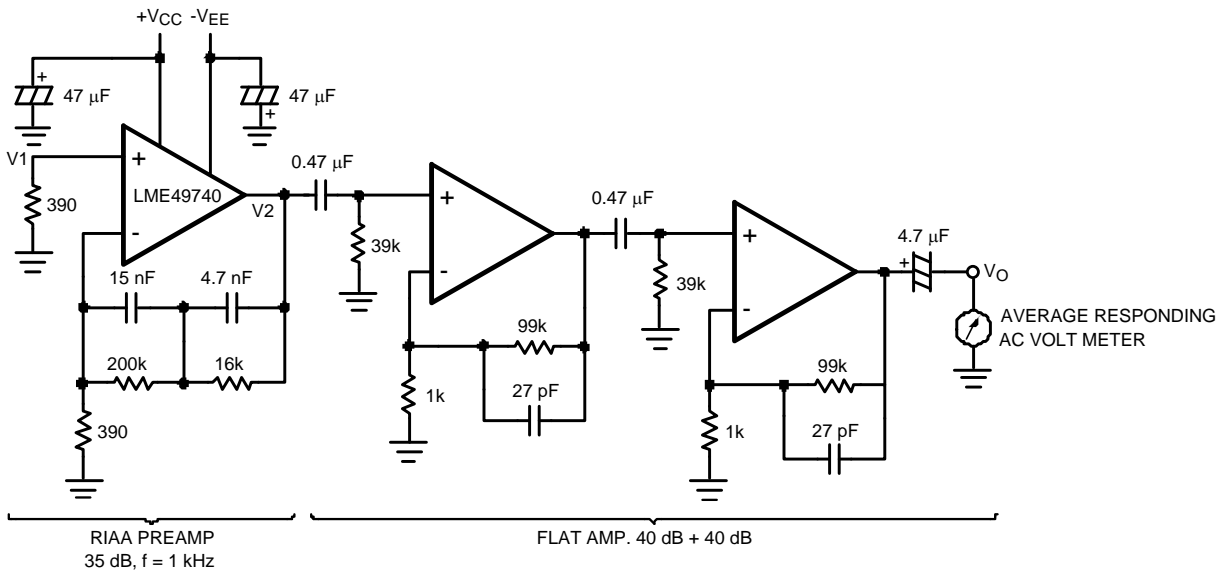 +VCC -VEE
+
47 µF
47 µF
+
V1
+
LME49740
-
390
V2
0.47 µF
+
-
39k
0.47 µF
+
-
39k
4.7 µF
+
VO
AVERAGE RESPONDING
AC VOLT METER
15 nF
4.7 nF
200k
16k
390
99k
27 pF
1k
99k
27 pF
1k
RIAA PREAMP
35 dB, f = 1 kHz
FLAT AMP. 40 dB + 40 dB